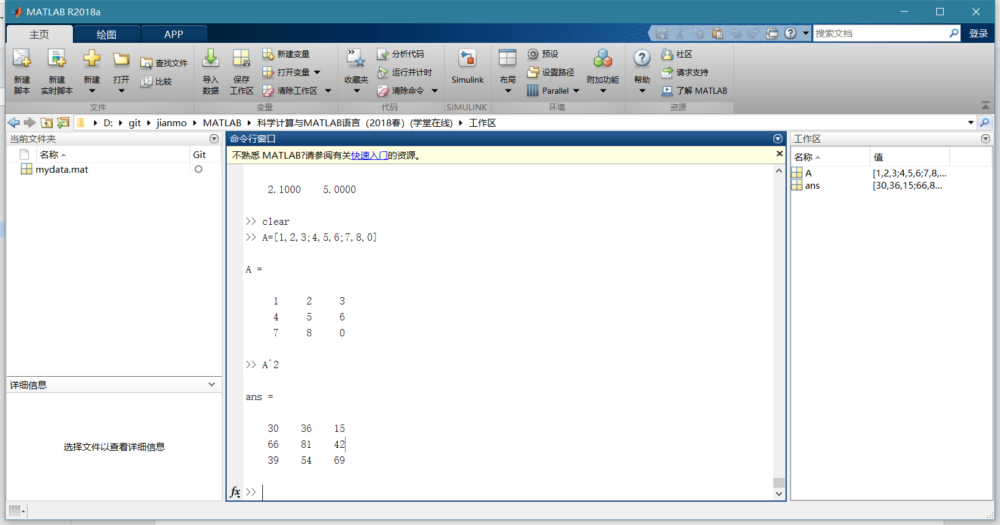 MATLAB R2018a
主页 绘图 APP
搜索文档 登录
新建脚本 新建实时脚本 新建 打开 查找文件 比较
文件
导入数据 保存工作区 新建变量 打开变量 清除工作区
变量
收藏夹 分析代码 运行并计时 清除命令
代码
Simulink
SIMULINK
布局 预设 设置路径 Parallel 附加功能
环境
帮助 社区 请求支持 了解 MATLAB
资源
D: git jianmo MATLAB 科学计算与MATLAB语言（2018春）(学堂在线) 工作区
当前文件夹
名称 Git
mydata.mat
详细信息
选择文件以查看详细信息
命令行窗口
不熟悉 MATLAB?请参阅有关快速入门的资源。
2.1000 5.0000
>> clear
>> A=[1,2,3;4,5,6;7,8,0]
A =
1 2 3
4 5 6
7 8 0
>> A^2
ans =
30 36 15
66 81 42
39 54 69
fx >>
工作区
名称 值
A [1,2,3;4,5,6;7,8,...
ans [30,36,15;66,8...